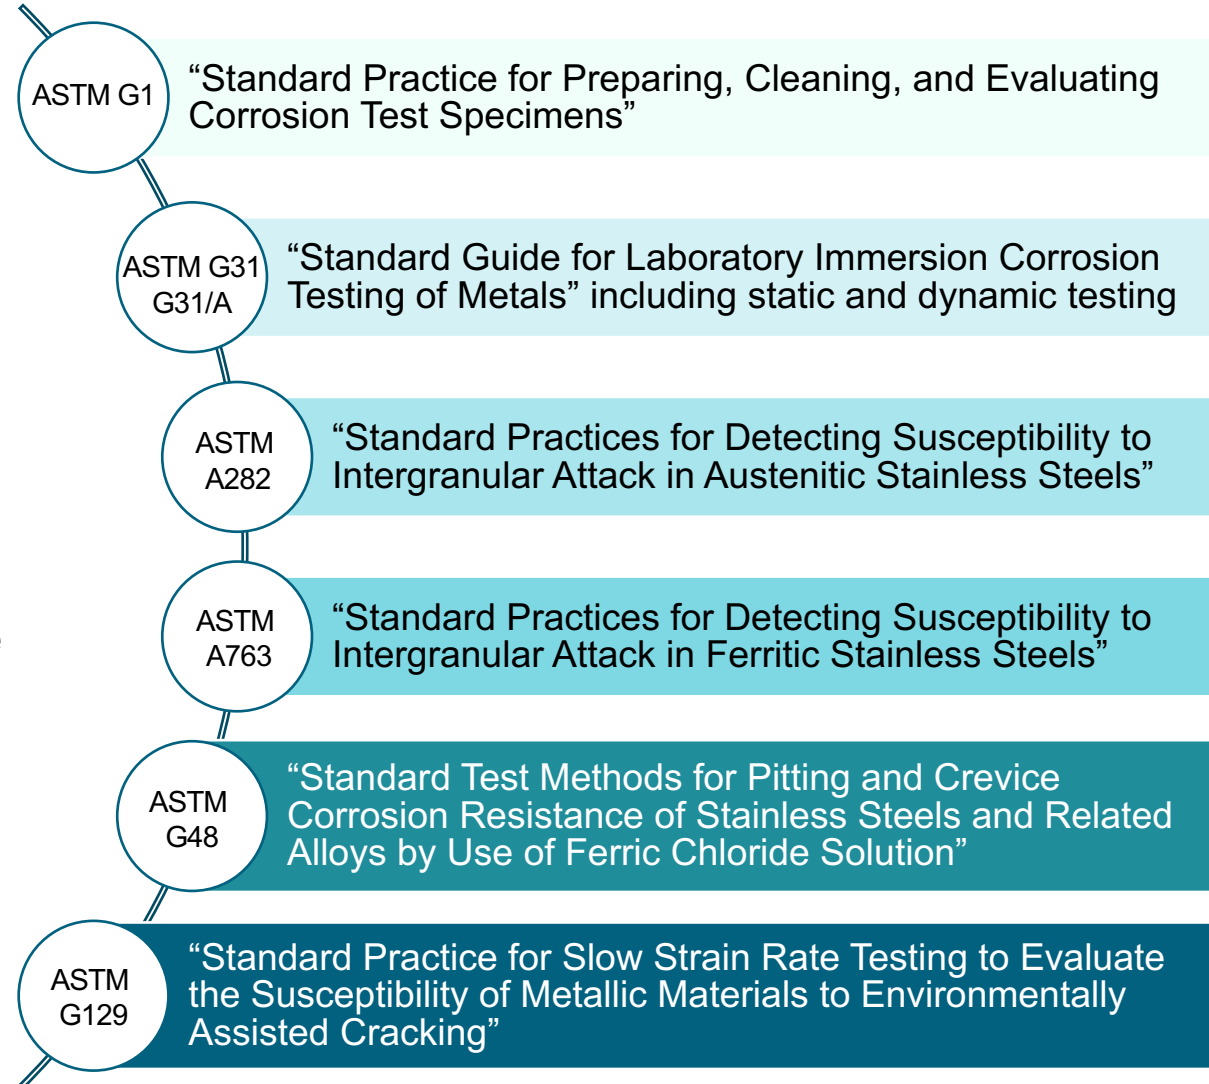 ASTM G1
“Standard Practice for Preparing, Cleaning, and Evaluating
Corrosion Test Specimens”
ASTM G31
G31/A
“Standard Guide for Laboratory Immersion Corrosion
Testing of Metals” including static and dynamic testing
ASTM
A282
“Standard Practices for Detecting Susceptibility to
Intergranular Attack in Austenitic Stainless Steels”
ASTM
A763
“Standard Practices for Detecting Susceptibility to
Intergranular Attack in Ferritic Stainless Steels”
ASTM
G48
“Standard Test Methods for Pitting and Crevice
Corrosion Resistance of Stainless Steels and Related
Alloys by Use of Ferric Chloride Solution”
ASTM
G129
“Standard Practice for Slow Strain Rate Testing to Evaluate
the Susceptibility of Metallic Materials to Environmentally
Assisted Cracking”